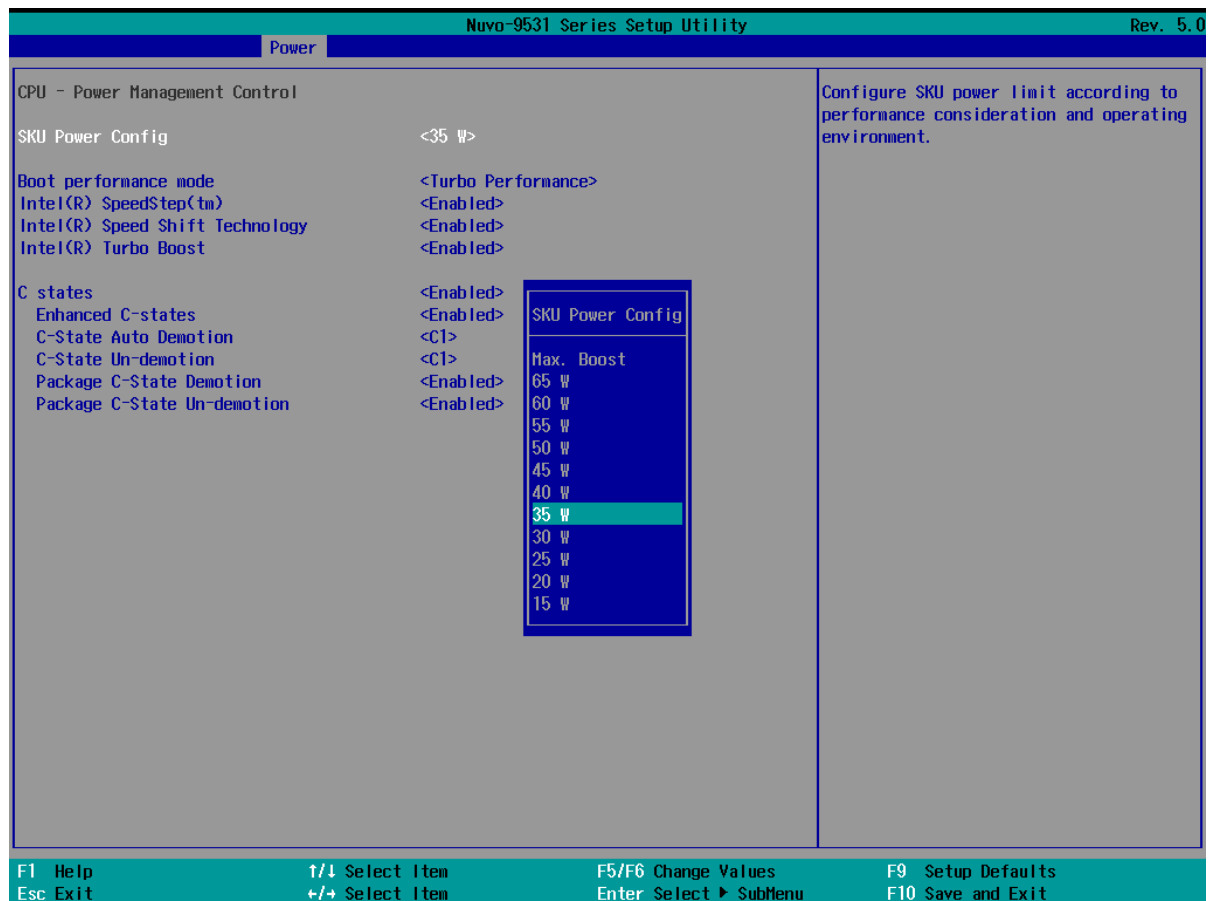 Nuvo-9531 Series Setup Utility Rev. 5.0
Power
CPU - Power Management Control
SKU Power Config <35 W>
Boot performance mode <Turbo Performance>
Intel(R) SpeedStep(tm) <Enabled>
Intel(R) Speed Shift Technology <Enabled>
Intel(R) Turbo Boost <Enabled>
C states <Enabled>
Enhanced C-states <Enabled>
C-State Auto Demotion <C1>
C-State Un-demotion <C1>
Package C-State Demotion <Enabled>
Package C-State Un-demotion <Enabled>
SKU Power Config
Max. Boost
65 W
60 W
55 W
50 W
45 W
40 W
35 W
30 W
25 W
20 W
15 W
Configure SKU power limit according to
performance consideration and operating
environment.
F1 Help ↑/↓ Select Item F5/F6 Change Values F9 Setup Defaults
Esc Exit ←/→ Select Item Enter Select ▶ SubMenu F10 Save and Exit